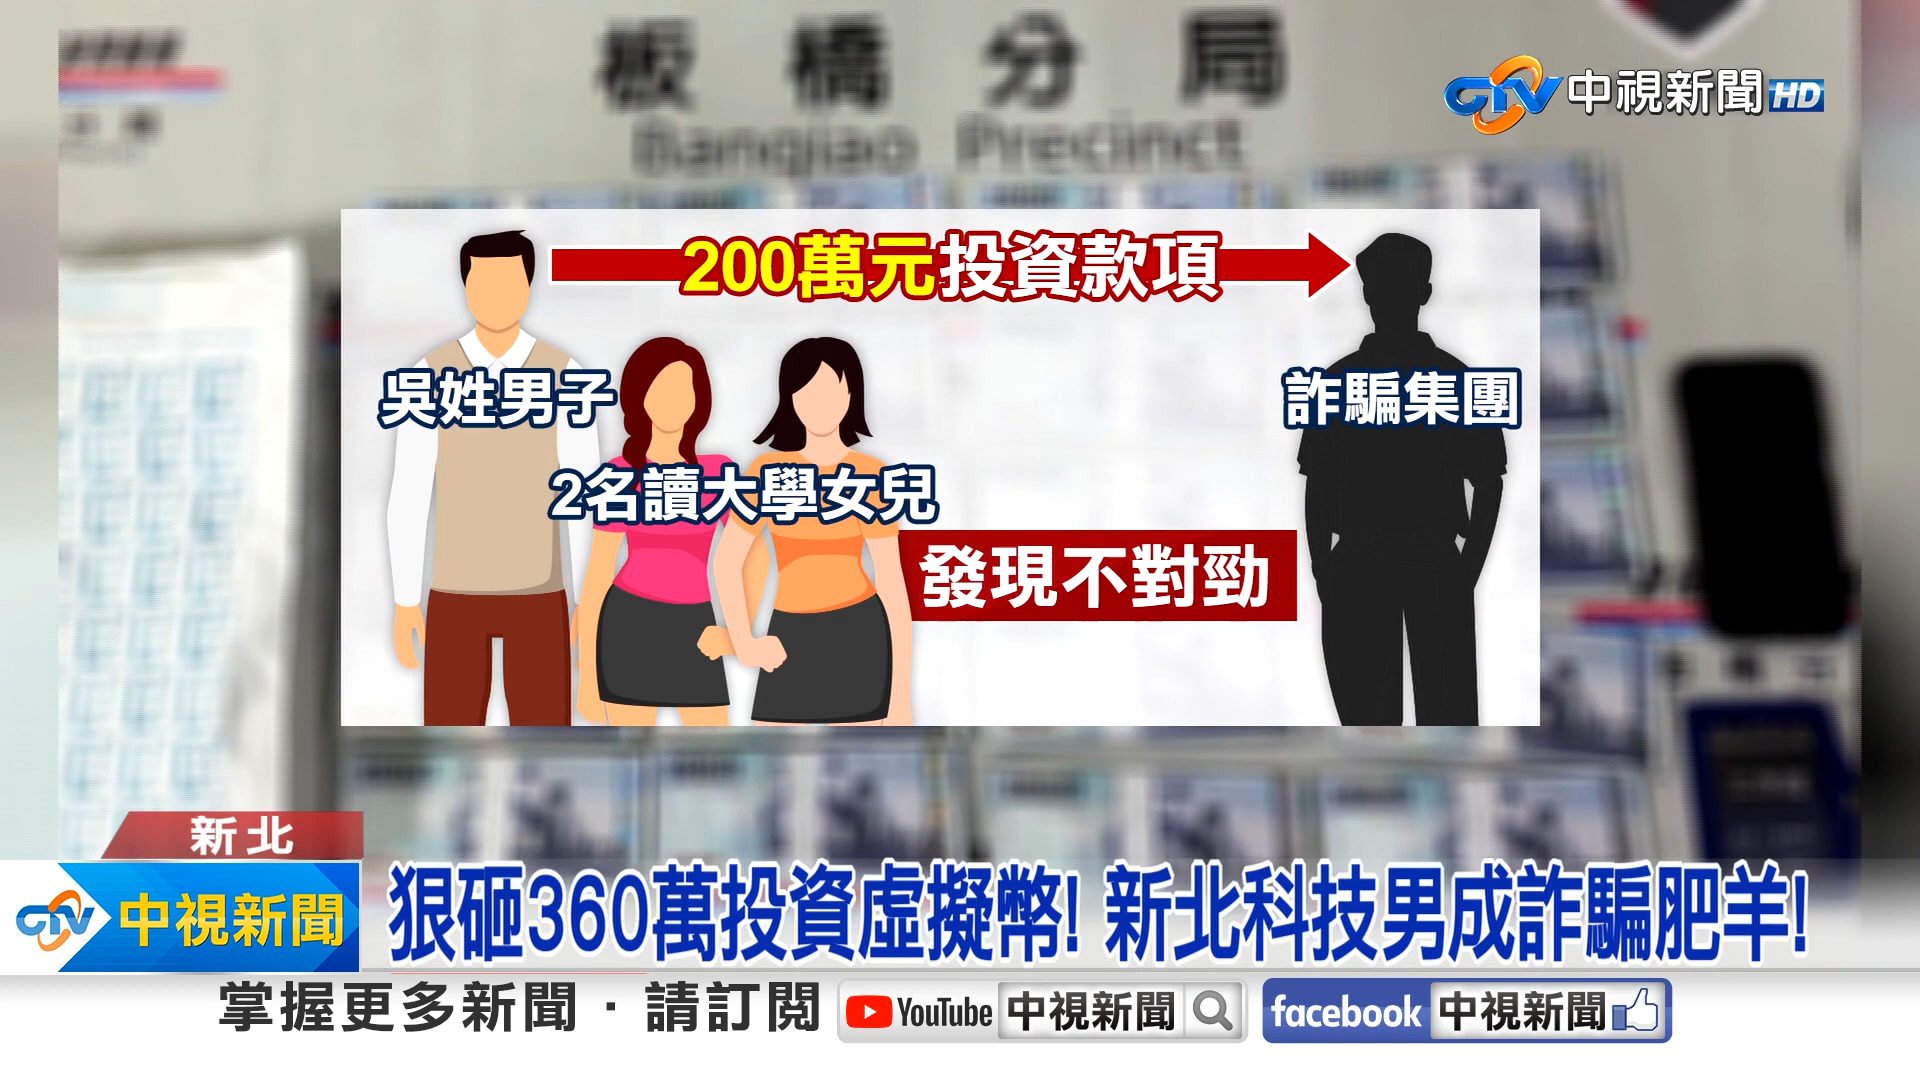 板橋分局
Banqiao Precinct
CTV中視新聞HD
200萬元投資款項
吳姓男子
詐騙集團
2名讀大學女兒
發現不對勁
新北
CTV 中視新聞
狠砸360萬投資虛擬幣! 新北科技男成詐騙肥羊!
掌握更多新聞·請訂閱 YouTube 中視新聞 facebook 中視新聞